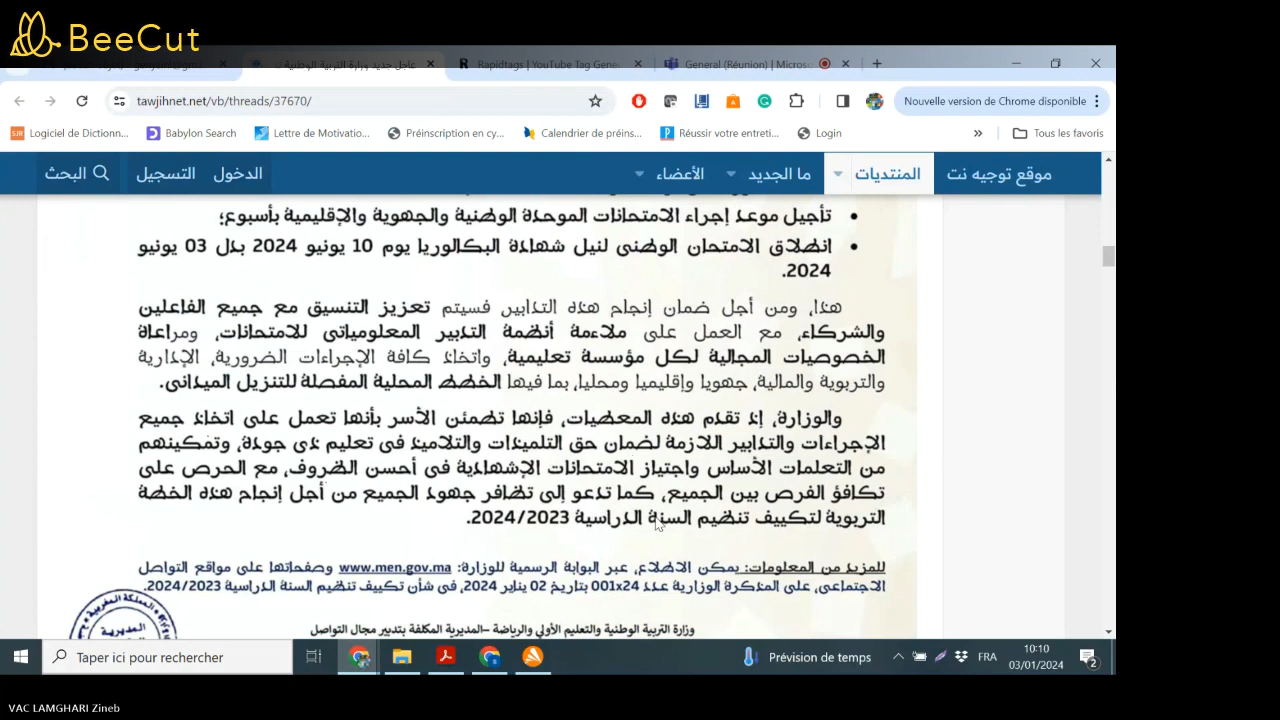 BeeCut
عاجل جديد وزارة التربية الوطنية
Rapidtags | YouTube Tag Gene
General (Réunion) | Micros
tawjihnet.net/vb/threads/37670/
Nouvelle version de Chrome disponible
Logiciel de Dictionn...
Babylon Search
Lettre de Motivatio...
Préinscription en cy...
Calendrier de préins...
Réussir votre entreti...
Login
»
Tous les favoris
موقع توجيه نت
المنتديات
ما الجديد
الأعضاء
الدخول
التسجيل
البحث
• تأجيل موعد إجراء الامتحانات الموحدة الوطنية والجهوية والإقليمية بأسبوع؛
• انطلاق الامتحان الوطني لنيل شهادة البكالوريا يوم 10 يونيو 2024 بدل 03 يونيو
2024.
هذا، ومن أجل ضمان إنجاح هذه التدابير فسيتم تعزيز التنسيق مع جميع الفاعلين
والشركاء، مع العمل على ملاءمة أنظمة التدبير المعلومياتي للامتحانات، ومراعاة
الخصوصيات المجالية لكل مؤسسة تعليمية، واتخاذ كافة الإجراءات الضرورية، الإدارية
والتربوية والمالية، جهويا وإقليميا ومحليا، بما فيها الخطط المحلية المفصلة للتنزيل الميداني.
والوزارة، إذ تقدم هذه المعطيات، فإنها تطمئن الأسر بأنها تعمل على اتخاذ جميع
الإجراءات والتدابير اللازمة لضمان حق التلميذات والتلاميذ في تعليم ذي جودة، وتمكينهم
من التعلمات الأساس واجتياز الامتحانات الإشهادية في أحسن الظروف، مع الحرص على
تكافؤ الفرص بين الجميع، كما تدعو إلى تظافر جهود الجميع من أجل إنجاح هذه الخطة
التربوية لتكييف تنظيم السنة الدراسية 2024/2023.
للمزيد من المعلومات: يمكن الاطلاع، عبر البوابة الرسمية للوزارة: www.men.gov.ma وصفحاتها على مواقع التواصل
الاجتماعي، على المذكرة الوزارية عدد 001x24 بتاريخ 02 يناير 2024، في شأن تكييف تنظيم السنة الدراسية 2024/2023.
المملكة المغربية
المديرية
وزارة التربية الوطنية والتعليم الأولي والرياضة –المديرية المكلفة بتدبير مجال التواصل
Taper ici pour rechercher
Prévision de temps
FRA
10:10
03/01/2024
2
VAC LAMGHARI Zineb